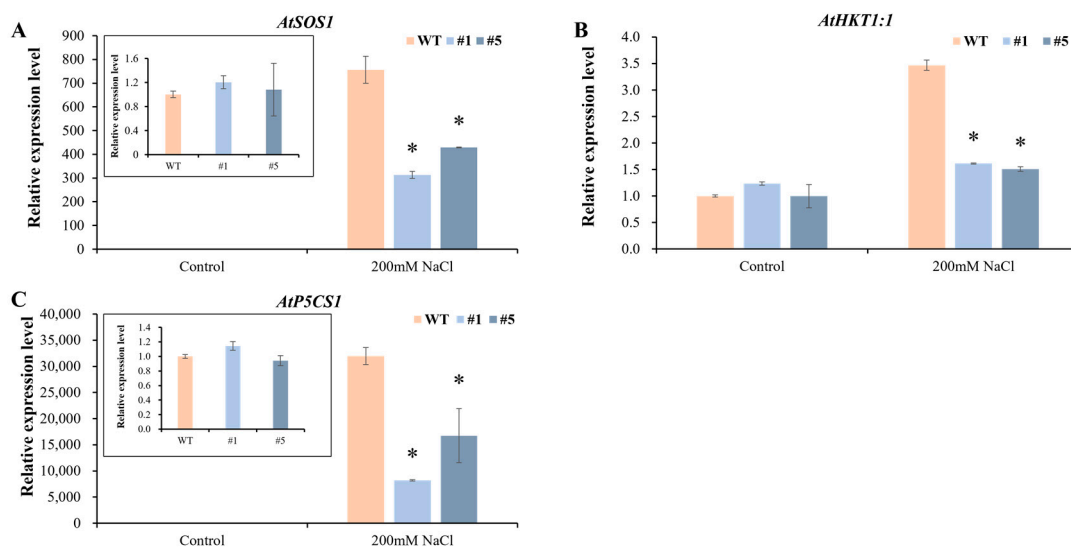 A
AtSOS1
WT #1 #5
Relative expression level
900
800
700
600
500
400
300
200
100
0
Relative expression level
1.6
1.2
0.8
0.4
0
WT #1 #5
*
*
Control 200mM NaCl
B
AtHKT1:1
WT #1 #5
Relative expression level
4.0
3.5
3.0
2.5
2.0
1.5
1.0
0.5
0.0
*
*
Control 200mM NaCl
C
AtP5CS1
WT #1 #5
Relative expression level
40,000
35,000
30,000
25,000
20,000
15,000
10,000
5,000
0
Relative expression level
1.4
1.2
1.0
0.8
0.6
0.4
0.2
0.0
WT #1 #5
*
*
Control 200mM NaCl